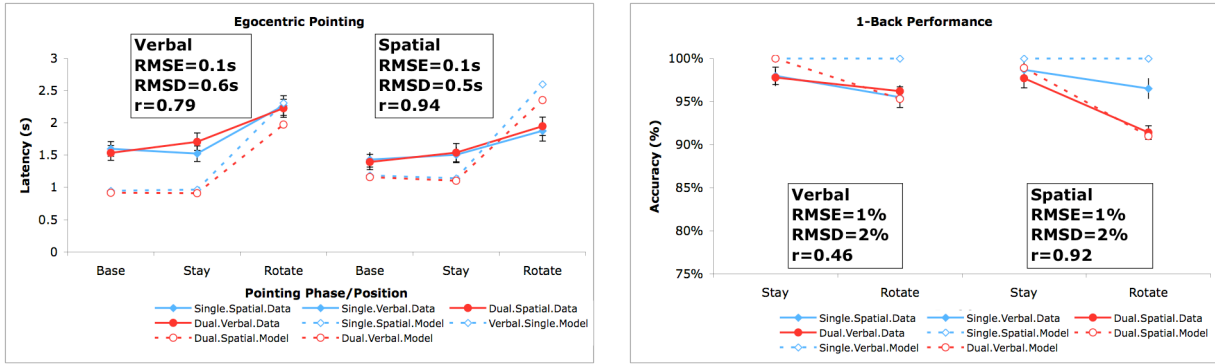 Egocentric Pointing
Verbal
RMSE=0.1s
RMSD=0.6s
r=0.79
Spatial
RMSE=0.1s
RMSD=0.5s
r=0.94
Latency (s)
3
2.5
2
1.5
1
0.5
0
Base Stay Rotate Base Stay Rotate
Pointing Phase/Position
Single.Spatial.Data Single.Verbal.Data Dual.Spatial.Data
Dual.Verbal.Data Single.Spatial.Model Verbal.Single.Model
Dual.Spatial.Model Dual.Verbal.Model
1-Back Performance
Accuracy (%)
100%
95%
90%
85%
80%
75%
Verbal
RMSE=1%
RMSD=2%
r=0.46
Spatial
RMSE=1%
RMSD=2%
r=0.92
Stay Rotate Stay Rotate
Single.Spatial.Data Single.Verbal.Data Dual.Spatial.Data
Dual.Verbal.Data Single.Spatial.Model Dual.Spatial.Model
Single.Verbal.Model Dual.Verbal.Model